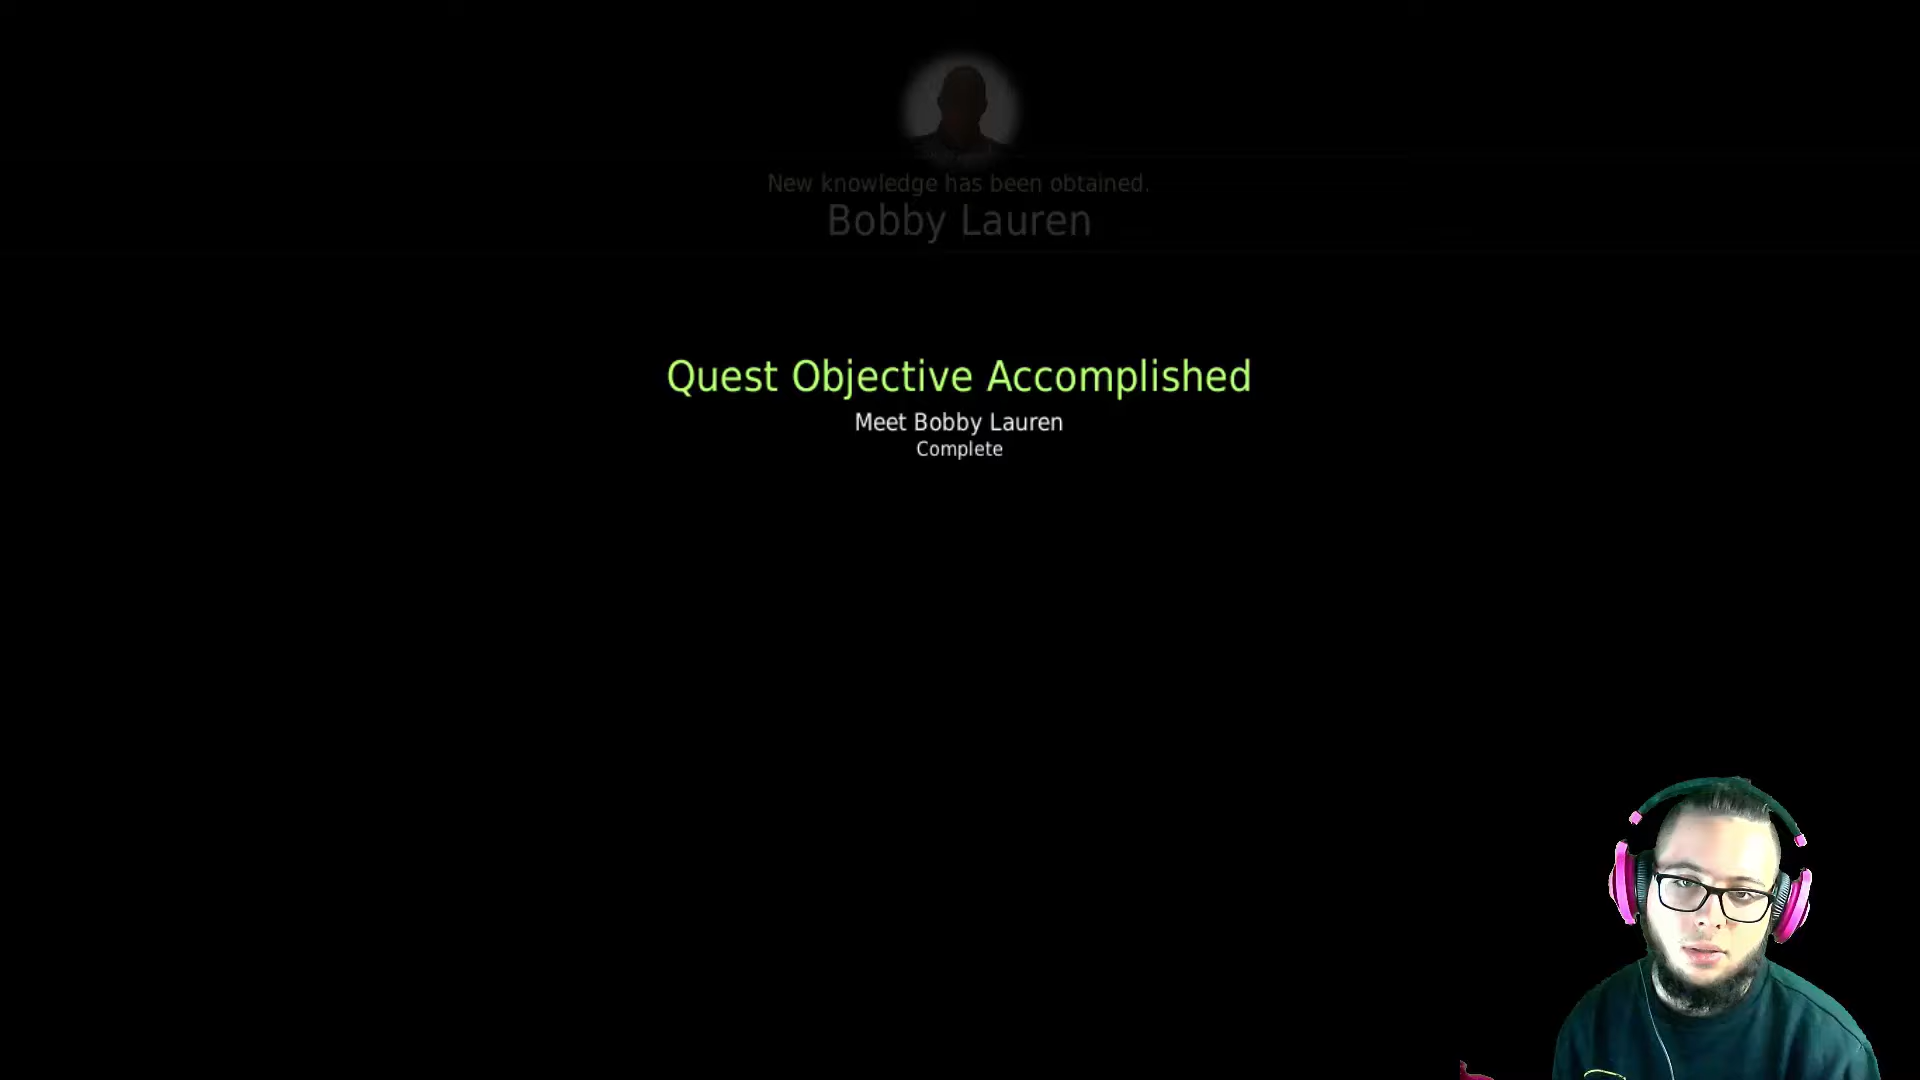 New knowledge has been obtained.
Bobby Lauren
Quest Objective Accomplished
Meet Bobby Lauren
Complete